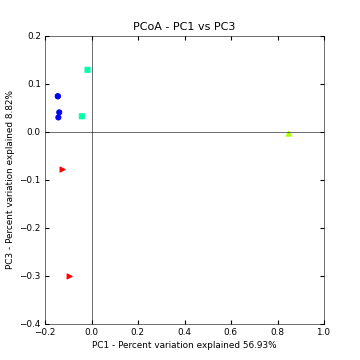 PCoA - PC1 vs PC3
0.2
0.1
0.0
−0.1
−0.2
−0.3
−0.4
PC3 - Percent variation explained 8.82%
−0.2 0.0 0.2 0.4 0.6 0.8 1.0
PC1 - Percent variation explained 56.93%